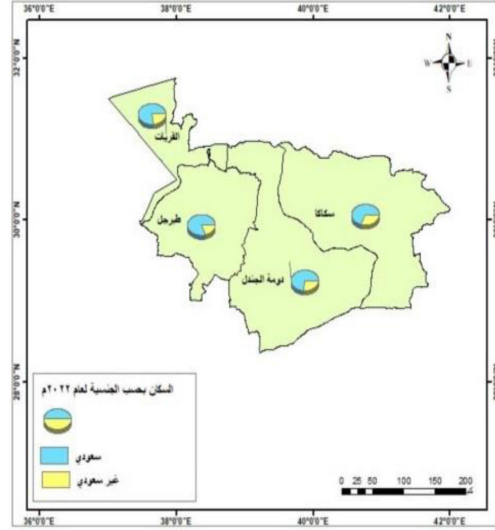 36°0'0"E 38°0'0"E 40°0'0"E 42°0'0"E
32°0'0"N
N
W E
S
القريات
30°0'0"N
سكاكا
طبرجل
دومة الجندل
28°0'0"N
السكان بحسب الجنسية لعام ٢٠٢٢م
سعودي
غير سعودي
0 25 50 100 150 200
كم
36°0'0"E 38°0'0"E 40°0'0"E 42°0'0"E